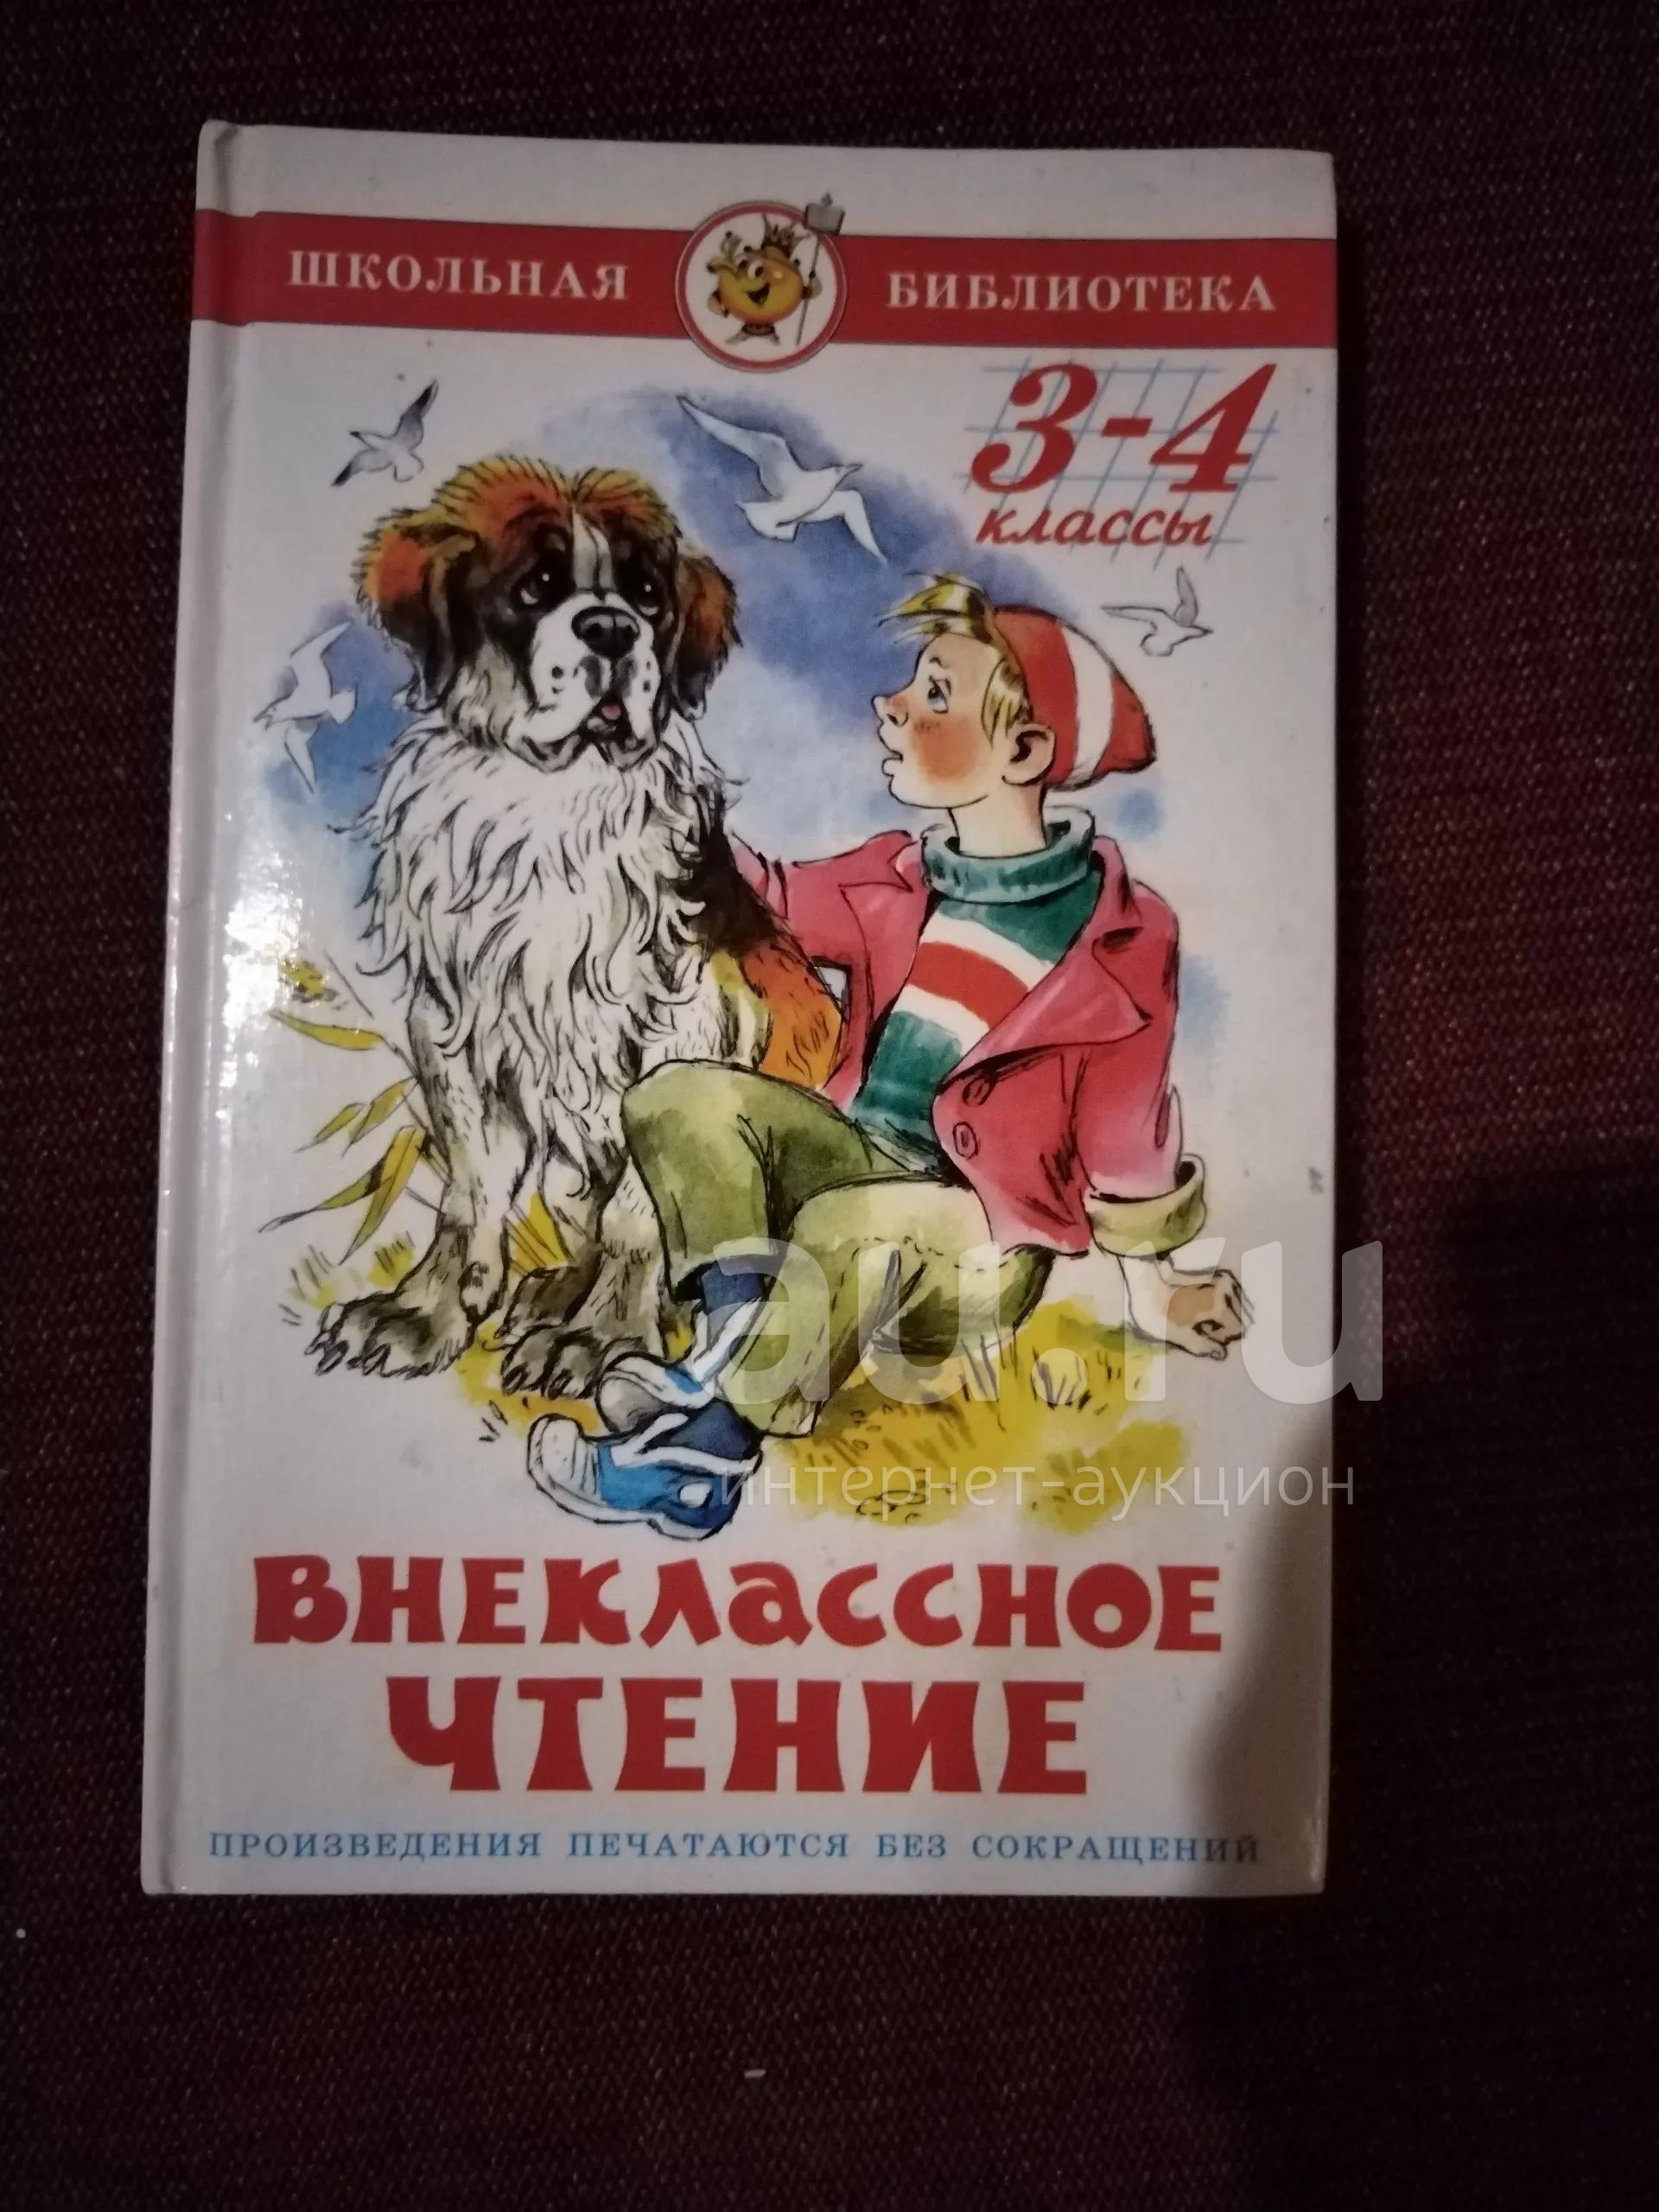 ШКОЛЬНАЯ БИБЛИОТЕКА
3-4
классы
au.ru
интернет-аукцион
ВНЕКЛАССНОЕ
ЧТЕНИЕ
ПРОИЗВЕДЕНИЯ ПЕЧАТАЮТСЯ БЕЗ СОКРАЩЕНИЙ